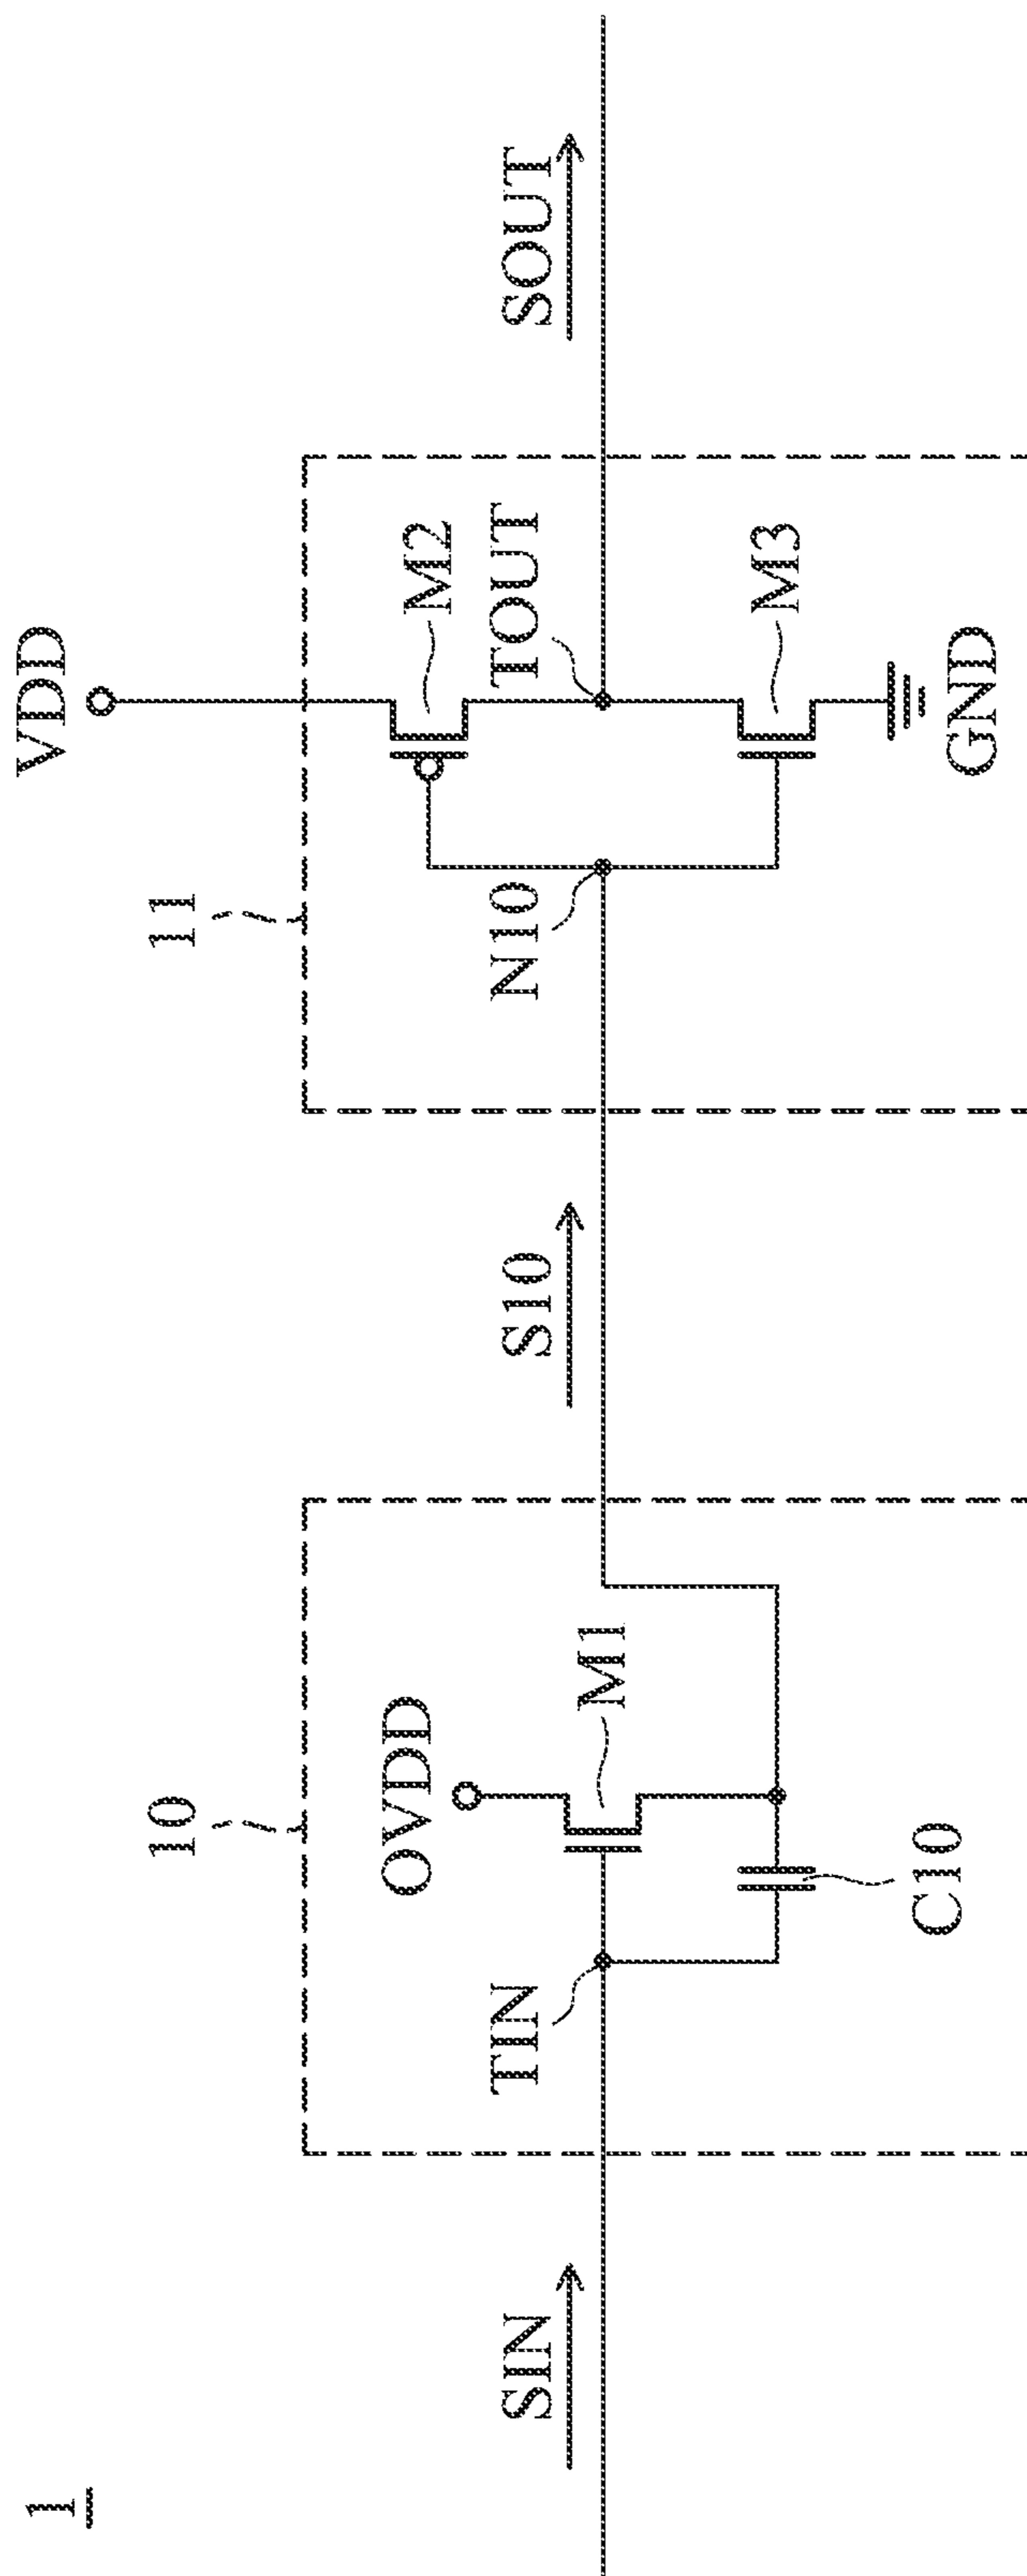 1
SIN
10
OVDD
TIN
M1
C10
S10
11
VDD
N10
M2
TOUT
M3
GND
SOUT